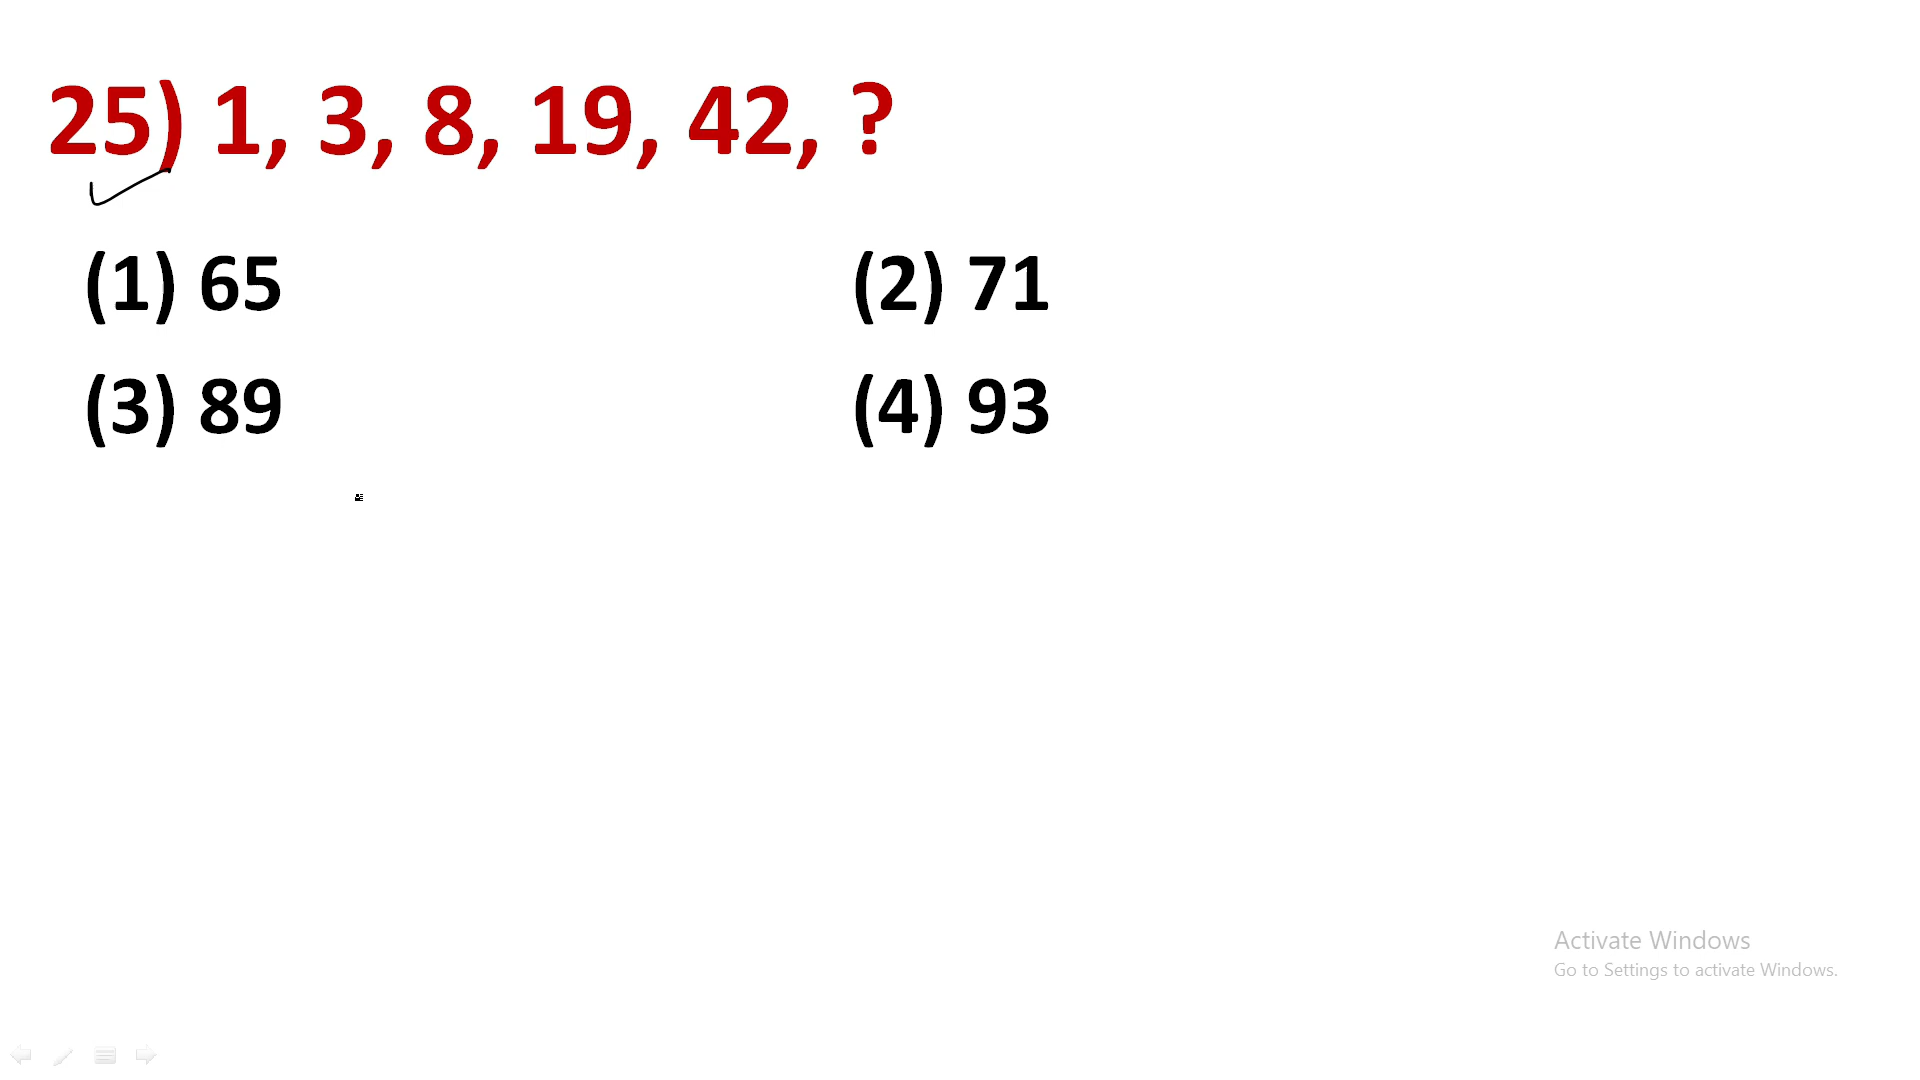 25) 1, 3, 8, 19, 42, ?
(1) 65 (2) 71
(3) 89 (4) 93
Activate Windows
Go to Settings to activate Windows.